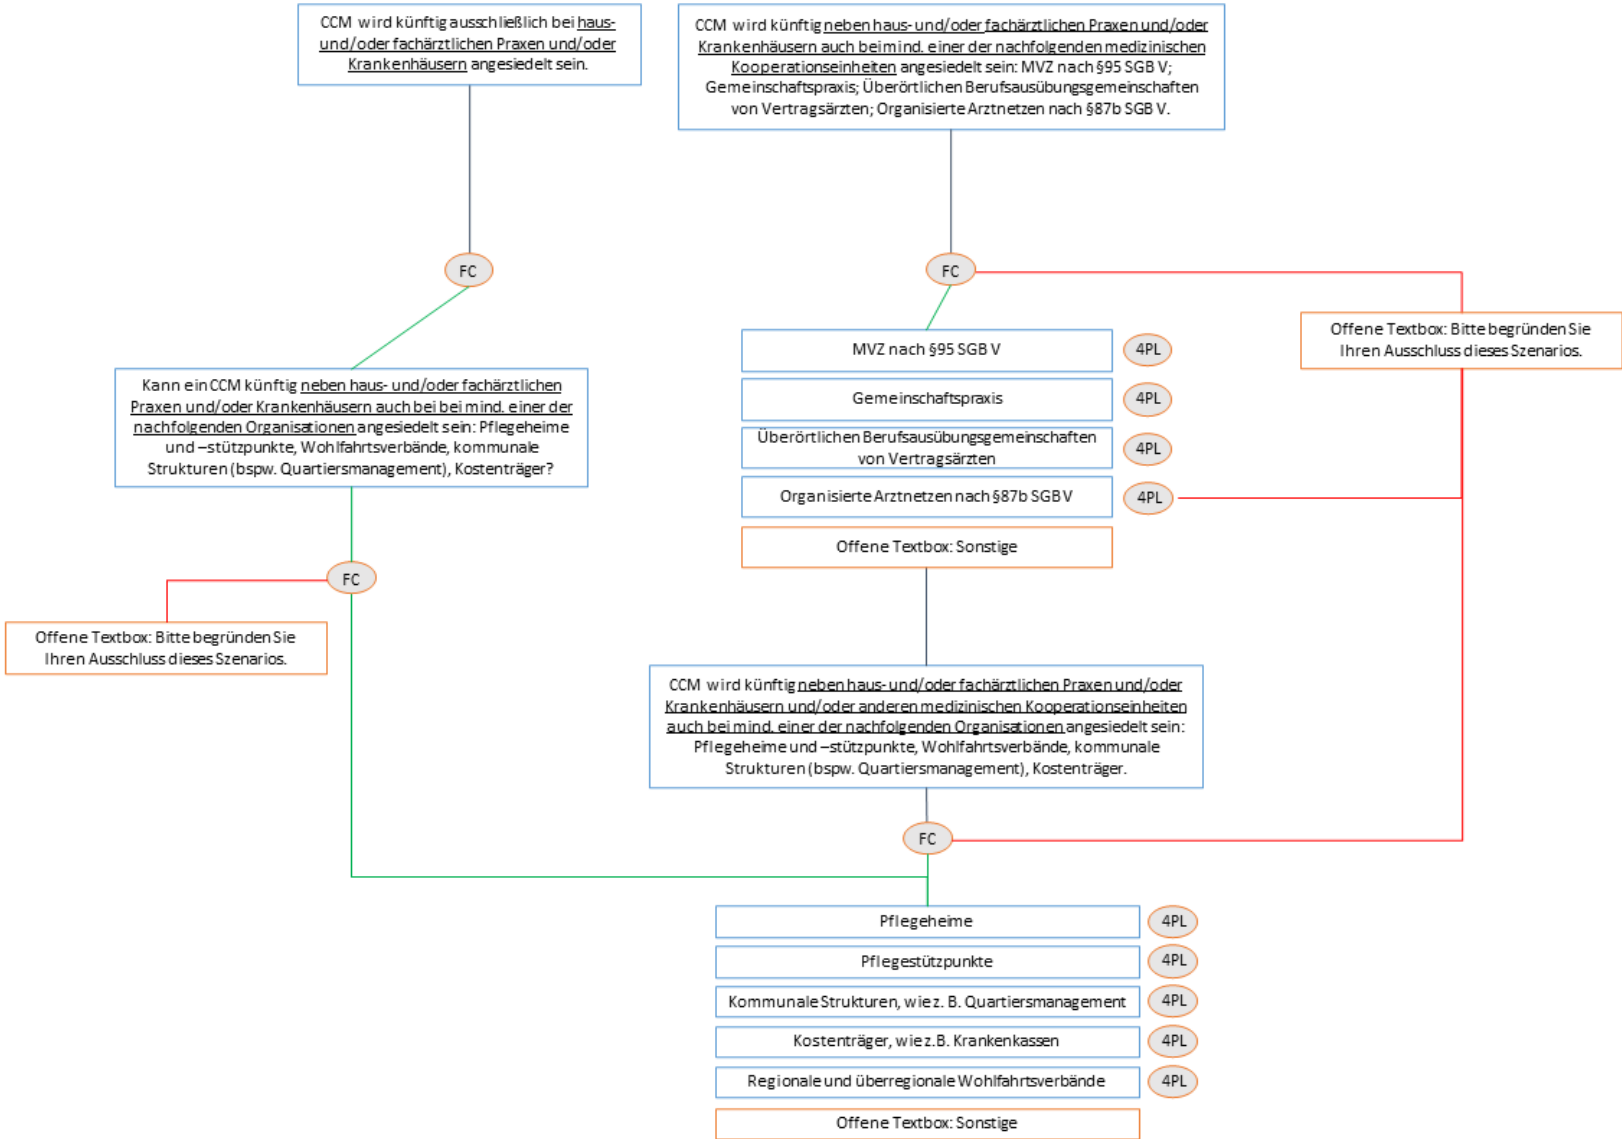 CCM wird künftig ausschließlich bei haus-
und/oder fachärztlichen Praxen und/oder
Krankenhäusern angesiedelt sein.
CCM wird künftig neben haus- und/oder fachärztlichen Praxen und/oder
Krankenhäusern auch bei mind. einer der nachfolgenden medizinischen
Kooperationseinheiten angesiedelt sein: MVZ nach §95 SGB V;
Gemeinschaftspraxis; Überörtlichen Berufsausübungsgemeinschaften
von Vertragsärzten; Organisierte Arztnetzen nach §87b SGB V.
FC
FC
Offene Textbox: Bitte begründen Sie
Ihren Ausschluss dieses Szenarios.
MVZ nach §95 SGB V
4PL
Gemeinschaftspraxis
4PL
Überörtlichen Berufsausübungsgemeinschaften
von Vertragsärzten
4PL
Organisierte Arztnetzen nach §87b SGB V
4PL
Offene Textbox: Sonstige
Kann ein CCM künftig neben haus- und/oder fachärztlichen
Praxen und/oder Krankenhäusern auch bei bei mind. einer der
nachfolgenden Organisationen angesiedelt sein: Pflegeheime
und –stützpunkte, Wohlfahrtsverbände, kommunale
Strukturen (bspw. Quartiersmanagement), Kostenträger?
FC
Offene Textbox: Bitte begründen Sie
Ihren Ausschluss dieses Szenarios.
CCM wird künftig neben haus- und/oder fachärztlichen Praxen und/oder
Krankenhäusern und/oder anderen medizinischen Kooperationseinheiten
auch bei mind. einer der nachfolgenden Organisationen angesiedelt sein:
Pflegeheime und –stützpunkte, Wohlfahrtsverbände, kommunale
Strukturen (bspw. Quartiersmanagement), Kostenträger.
FC
Pflegeheime
4PL
Pflegestützpunkte
4PL
Kommunale Strukturen, wie z. B. Quartiersmanagement
4PL
Kostenträger, wie z.B. Krankenkassen
4PL
Regionale und überregionale Wohlfahrtsverbände
4PL
Offene Textbox: Sonstige